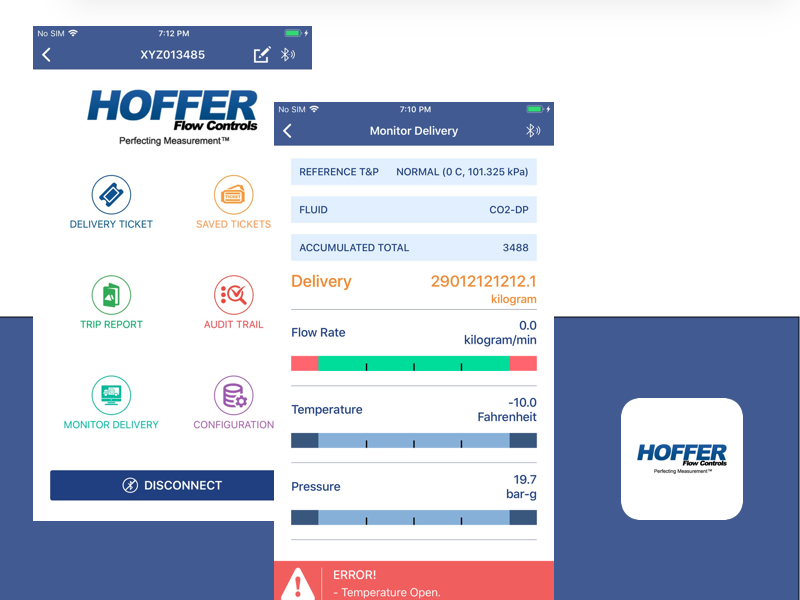 No SIM 7:12 PM
XYZ013485
HOFFER
Flow Controls
Perfecting Measurement™
DELIVERY TICKET
SAVED TICKETS
TRIP REPORT
AUDIT TRAIL
MONITOR DELIVERY
CONFIGURATION
DISCONNECT
No SIM 7:10 PM
Monitor Delivery
REFERENCE T&P NORMAL (0 C, 101.325 kPa)
FLUID CO2-DP
ACCUMULATED TOTAL 3488
Delivery 29012121212.1
kilogram
Flow Rate 0.0
kilogram/min
Temperature -10.0
Fahrenheit
Pressure 19.7
bar-g
ERROR!
- Temperature Open.
HOFFER
Flow Controls
Perfecting Measurement™